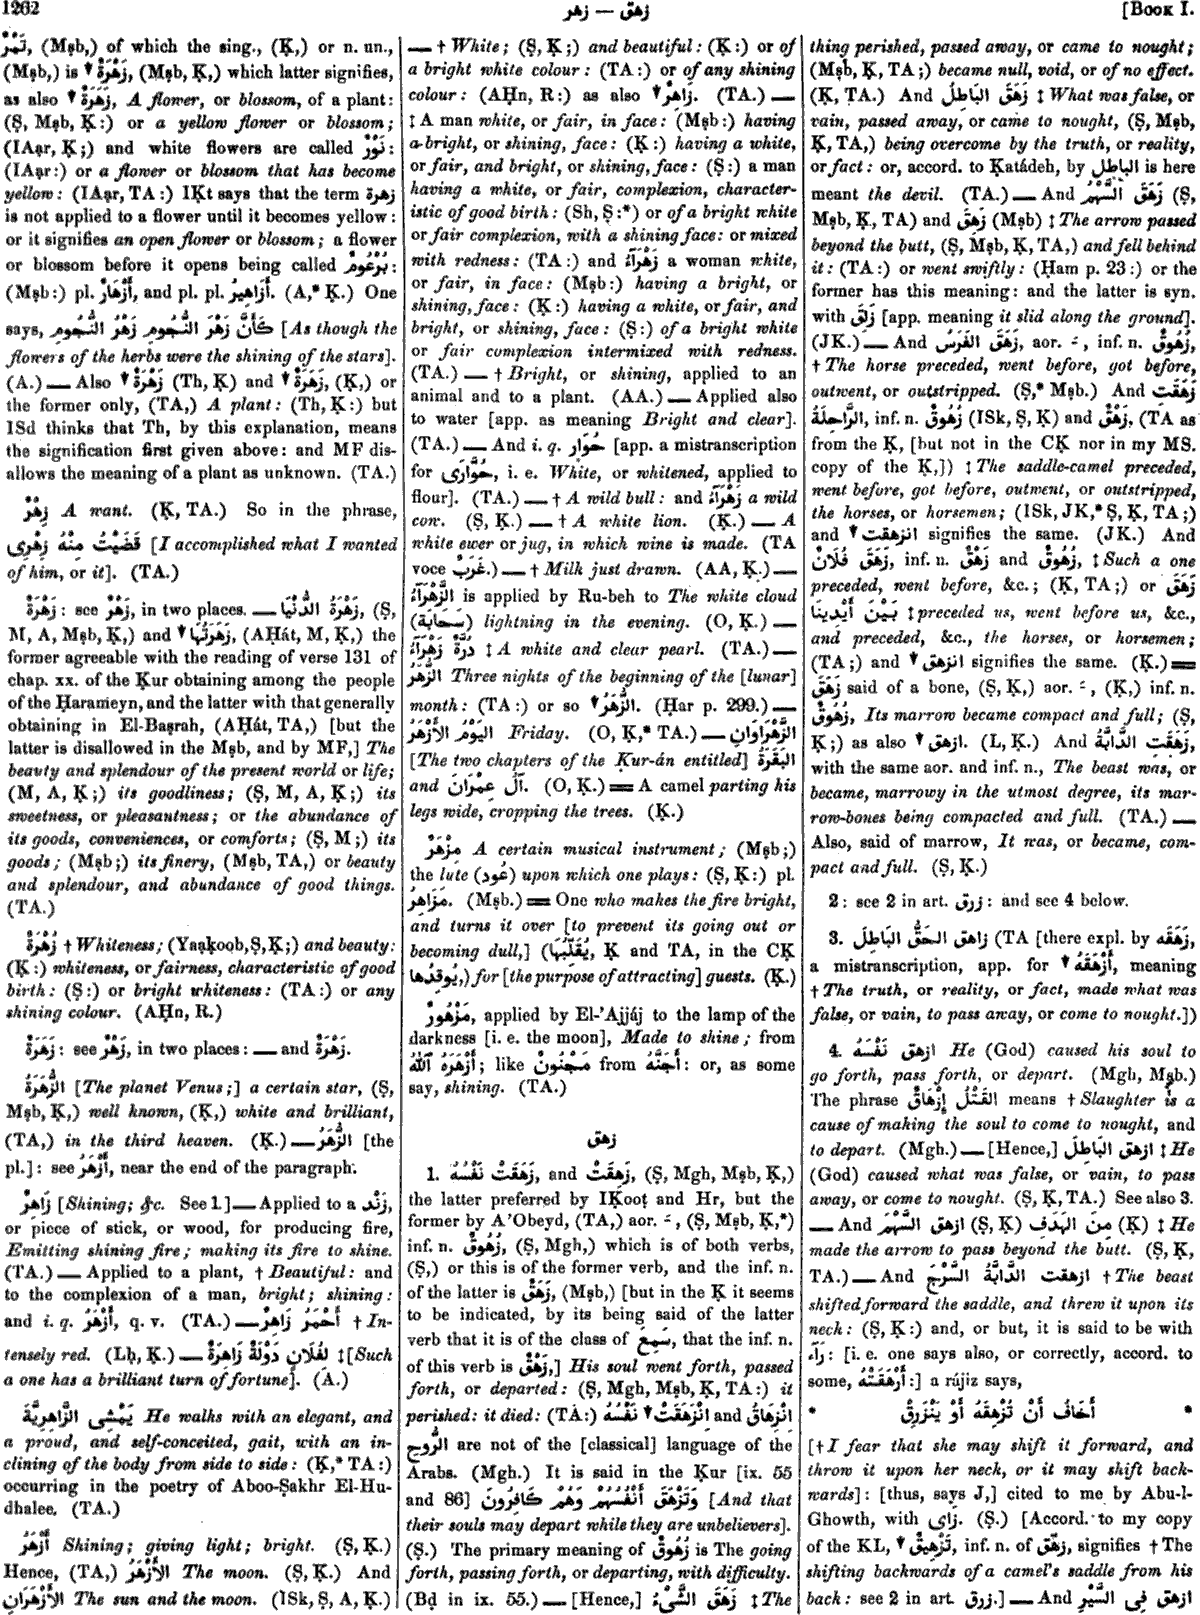 1262
زهر — زهق
[BOOK I.
تَمْرٌ, (Mṣb,) of which the sing., (Ḳ,) or n. un.,
(Mṣb,) is ▼ زَهْرَةٌ, (Mṣb, Ḳ,) which latter signifies,
as also ▼ زَهَرَةٌ, A flower, or blossom, of a plant:
(Ṣ, Mṣb, Ḳ:) or a yellow flower or blossom;
(IAạr, Ḳ;) and white flowers are called نَوْرٌ:
(IAạr:) or a flower or blossom that has become
yellow: (IAạr, TA:) IḲt says that the term زهرة
is not applied to a flower until it becomes yellow:
or it signifies an open flower or blossom; a flower
or blossom before it opens being called بُرْعُومٌ:
(Mṣb:) pl. أَزْهَارٌ, and pl. pl. أَزَاهِيرُ. (A,* Ḳ.) One
says, كَأَنَّ زَهْرَ النُّجُومِ زَهْرُ النُّجُومِ [As though the
flowers of the herbs were the shining of the stars].
(A.) — Also ▼ زَهْرَةٌ (Th, Ḳ) and ▼ زَهَرَةٌ, (Ḳ,) or
the former only, (TA,) A plant: (Th, Ḳ:) but
ISd thinks that Th, by this explanation, means
the signification first given above: and MF dis-
allows the meaning of a plant as unknown. (TA.)
زِهْرٌ A want. (Ḳ, TA.) So in the phrase,
قَضَيْتُ مِنْهُ زِهْرِى [I accomplished what I wanted
of him, or it]. (TA.)
زَهْرَةٌ: see زَهْرٌ, in two places. — زَهْرَةُ الدُّنْيَا, (Ṣ,
M, A, Mṣb, Ḳ,) and ▼ زَهَرَتُهَا, (AḤát, M, Ḳ,) the
former agreeable with the reading of verse 131 of
chap. xx. of the Ḳur obtaining among the people
of the Ḥarameyn, and the latter with that generally
obtaining in El-Baṣrah, (AḤát, TA,) [but the
latter is disallowed in the Mṣb, and by MF,] The
beauty and splendour of the present world or life;
(M, A, Ḳ;) its goodliness; (Ṣ, M, A, Ḳ;) its
sweetness, or pleasantness; or the abundance of
its goods, conveniences, or comforts; (Ṣ, M;) its
goods; (Mṣb;) its finery, (Mṣb, TA,) or beauty
and splendour, and abundance of good things.
(TA.)
زُهْرَةٌ † Whiteness; (Yaạḳoob, Ṣ, Ḳ;) and beauty:
(Ḳ:) whiteness, or fairness, characteristic of good
birth: (Ṣ:) or bright whiteness: (TA:) or any
shining colour. (AḤn, R.)
زَهَرَةٌ: see زَهْرٌ, in two places: — and زَهْرَةٌ.
الزُّهَرَةُ [The planet Venus;] a certain star, (Ṣ,
Mṣb, Ḳ,) well known, (Ḳ,) white and brilliant,
(TA,) in the third heaven. (Ḳ.) — الزُّهَرُ [the
pl.]: see أَزْهَرُ, near the end of the paragraph.
زَاهِرٌ [Shining; &c. See 1.] — Applied to a زَنْد,
or piece of stick, or wood, for producing fire,
Emitting shining fire; making its fire to shine.
(TA.) — Applied to a plant, † Beautiful: and
to the complexion of a man, bright; shining:
and i. q. أَزْهَرُ, q. v. (TA.) — أَحْمَرُ زَاهِرٌ † In-
tensely red. (Lḥ, Ḳ.) — لِفُلَانٍ دَوْلَةٌ زَاهِرَةٌ ‡ [Such
a one has a brilliant turn of fortune]. (A.)
يَمْشِى الزَّاهِرِيَّةَ He walks with an elegant, and
a proud, and self-conceited, gait, with an in-
clining of the body from side to side: (Ḳ,* TA:)
occurring in the poetry of Aboo-Ṣakhr El-Hu-
dhalee. (TA.)
أَزْهَرُ Shining; giving light; bright. (Ṣ, Ḳ.)
Hence, (TA,) الأَزْهَرُ The moon. (Ṣ, Ḳ.) And
الأَزْهَرَانِ The sun and the moon. (ISk, Ṣ, A, Ḳ.)
— † White; (Ṣ, Ḳ;) and beautiful: (Ḳ:) or of
a bright white colour: (TA:) or of any shining
colour: (AḤn, R:) as also ▼ زَاهِرٌ. (TA.) —
‡ A man white, or fair, in face: (Mṣb:) having
a bright, or shining, face: (Ḳ:) having a white,
or fair, and bright, or shining, face: (Ṣ:) a man
having a white, or fair, complexion, character-
istic of good birth: (Sh, Ṣ:*) or of a bright white
or fair complexion, with a shining face: or mixed
with redness: (TA:) and زَهْرَآءُ a woman white,
or fair, in face: (Mṣb:) having a bright, or
shining, face: (Ḳ:) having a white, or fair, and
bright, or shining, face: (Ṣ:) of a bright white
or fair complexion intermixed with redness.
(TA.) — † Bright, or shining, applied to an
animal and to a plant. (AA.) — Applied also
to water [app. as meaning Bright and clear].
(TA.) — And i. q. حُوَار [app. a mistranscription
for حُوَّارَى, i. e. White, or whitened, applied to
flour]. (TA.) — † A wild bull: and زَهْرَآءُ a wild
cow. (Ṣ, Ḳ.) — † A white lion. (Ḳ.) — A
white ewer or jug, in which wine is made. (TA
voce غَرَبٌ.) — † Milk just drawn. (AA, Ḳ.) —
الزَّهْرَآءُ is applied by Ru-beh to The white cloud
(سَحَابَة) lightning in the evening. (O, Ḳ.) —
دُرَّةٌ زَهْرَآءُ ‡ A white and clear pearl. (TA.) —
الزُّهْرُ Three nights of the beginning of the [lunar]
month: (TA:) or so ▼ الزُّهَرُ. (Ḥar p. 299.) —
اليَوْمُ الأَزْهَرُ Friday. (O, Ḳ,* TA.) — الزَّهْرَاوَانِ
[The two chapters of the Ḳur-án entitled] البَقَرَةُ
and آلُ عِمْرَانَ. (O, Ḳ.) == A camel parting his
legs wide, cropping the trees. (Ḳ.)
مِزْهَرٌ A certain musical instrument; (Mṣb;)
the lute (عُود) upon which one plays: (Ṣ, Ḳ:) pl.
مَزَاهِرُ. (Mṣb.) == One who makes the fire bright,
and turns it over [to prevent its going out or
becoming dull,] (يُقَلِّبُهَا, Ḳ and TA, in the CḲ
يُوقِدُها,) for [the purpose of attracting] guests. (Ḳ.)
مَزْهُورٌ, applied by El-'Ajjáj to the lamp of the
darkness [i. e. the moon], Made to shine; from
أَزْهَرَهُ ٱللّٰهُ; like مَجْنُونٌ from أَجَنَّهُ: or, as some
say, shining. (TA.)
زهق
1. زَهَقَتْ نَفْسُهُ, and زَهِقَتْ, (Ṣ, Mgh, Mṣb, Ḳ,)
the latter preferred by IḲooṭ and Hr, but the
former by A'Obeyd, (TA,) aor. ـَ, (Ṣ, Mṣb, Ḳ,*)
inf. n. زُهُوقٌ, (Ṣ, Mgh,) which is of both verbs,
(Ṣ,) or this is of the former verb, and the inf. n.
of the latter is زَهَقٌ, (Mṣb,) [but in the Ḳ it seems
to be indicated, by its being said of the latter
verb that it is of the class of سَمِعَ, that the inf. n.
of this verb is زَهْقٌ,] His soul went forth, passed
forth, or departed: (Ṣ, Mgh, Mṣb, Ḳ, TA:) it
perished: it died: (TA:) ▼ اِنْزَهَقَتْ نَفْسُهُ and اِنْزِهَاقُ
الرُّوحِ are not of the [classical] language of the
Arabs. (Mgh.) It is said in the Ḳur [ix. 55
and 86] وَتَزْهَقَ أَنْفُسُهُمْ وَهُمْ كَافِرُونَ [And that
their souls may depart while they are unbelievers].
(Ṣ.) The primary meaning of زُهُوقٌ is The going
forth, passing forth, or departing, with difficulty.
(Bḍ in ix. 55.) — [Hence,] زَهَقَ الشَّىْءُ ‡ The
thing perished, passed away, or came to nought;
(Mṣb, Ḳ, TA;) became null, void, or of no effect.
(Ḳ, TA.) And زَهَقَ البَاطِلُ ‡ What was false, or
vain, passed away, or came to nought, (Ṣ, Mṣb,
Ḳ, TA,) being overcome by the truth, or reality,
or fact: or, accord. to Ḳatádeh, by الباطل is here
meant the devil. (TA.) — And زَهَقَ السَّهْمُ (Ṣ,
Mṣb, Ḳ, TA) and زَهِقَ (Mṣb) ‡ The arrow passed
beyond the butt, (Ṣ, Mṣb, Ḳ, TA,) and fell behind
it: (TA:) or went swiftly: (Ḥam p. 23:) or the
former has this meaning: and the latter is syn.
with زَلِقَ [app. meaning it slid along the ground].
(JK.) — And زَهَقَ الفَرَسُ, aor. ـَ, inf. n. زُهُوقٌ,
† The horse preceded, went before, got before,
outwent, or outstripped. (Ṣ,* Mṣb.) And زَهَقَتِ
الرَّاحِلَةُ, inf. n. زُهُوقٌ (ISk, Ṣ, Ḳ) and زَهْقٌ, (TA as
from the Ḳ, [but not in the CḲ nor in my MS.
copy of the Ḳ,]) ‡ The saddle-camel preceded,
went before, got before, outwent, or outstripped,
the horses, or horsemen; (ISk, JK,* Ṣ, Ḳ, TA;)
and ▼ انزهقت signifies the same. (JK.) And
زَهَقَ فُلَانٌ, inf. n. زَهْقٌ and زُهُوقٌ, ‡ Such a one
preceded, went before, &c.; (Ḳ, TA;) or زَهَقَ
بَيْنَ أَيْدِينَا ‡ preceded us, went before us, &c.,
and preceded, &c., the horses, or horsemen;
(TA;) and ▼ انزهق signifies the same. (Ḳ.) ==
زَهَقَ said of a bone, (Ṣ, Ḳ,) aor. ـَ, (Ḳ,) inf. n.
زُهُوقٌ, Its marrow became compact and full; (Ṣ,
Ḳ;) as also ▼ ازهق. (L, Ḳ.) And زَهَقَتِ الدَّابَّةُ,
with the same aor. and inf. n., The beast was, or
became, marrowy in the utmost degree, its mar-
row-bones being compacted and full. (TA.) —
Also, said of marrow, It was, or became, com-
pact and full. (Ṣ, Ḳ.)
2: see 2 in art. زرق: and see 4 below.
3. زاهق الحَقُّ البَاطِلَ (TA [there expl. by زَهَقَه,
a mistranscription, app. for ▼ أَزْهَقَهُ, meaning
† The truth, or reality, or fact, made what was
false, or vain, to pass away, or come to nought.])
4. ازهق نَفْسَهُ He (God) caused his soul to
go forth, pass forth, or depart. (Mgh, Mṣb.)
The phrase القَتْلُ إِزْهَاقٌ means † Slaughter is a
cause of making the soul to come to nought, and
to depart. (Mgh.) — [Hence,] ازهق البَاطِلَ ‡ He
(God) caused what was false, or vain, to pass
away, or come to nought. (Ṣ, Ḳ, TA.) See also 3.
— And ازهق السَّهْمَ (Ṣ, Ḳ) مِنَ الهَدَفِ (Ḳ) ‡ He
made the arrow to pass beyond the butt. (Ṣ, Ḳ,
TA.) — And ازهقت الدَّابَّةُ السَّرْجَ † The beast
shifted forward the saddle, and threw it upon its
neck: (Ṣ, Ḳ:) and, or but, it is said to be with
رآء: [i. e. one says also, or correctly, accord. to
some, أَرْهَقَتْهُ:] a rájiz says,
* أَخَافُ أَنْ تُزْهِقَهُ أَوْ يَنْزَرِقْ *
[† I fear that she may shift it forward, and
throw it upon her neck, or it may shift back-
wards]: [thus, says J,] cited to me by Abu-l-
Ghowth, with زاى. (Ṣ.) [Accord. to my copy
of the KL, ▼ تَزْهِيقٌ, inf. n. of زهّق, signifies † The
shifting backwards of a camel's saddle from his
back: see 2 in art. زرق.] — And ازهق فِى السَّيْرِ